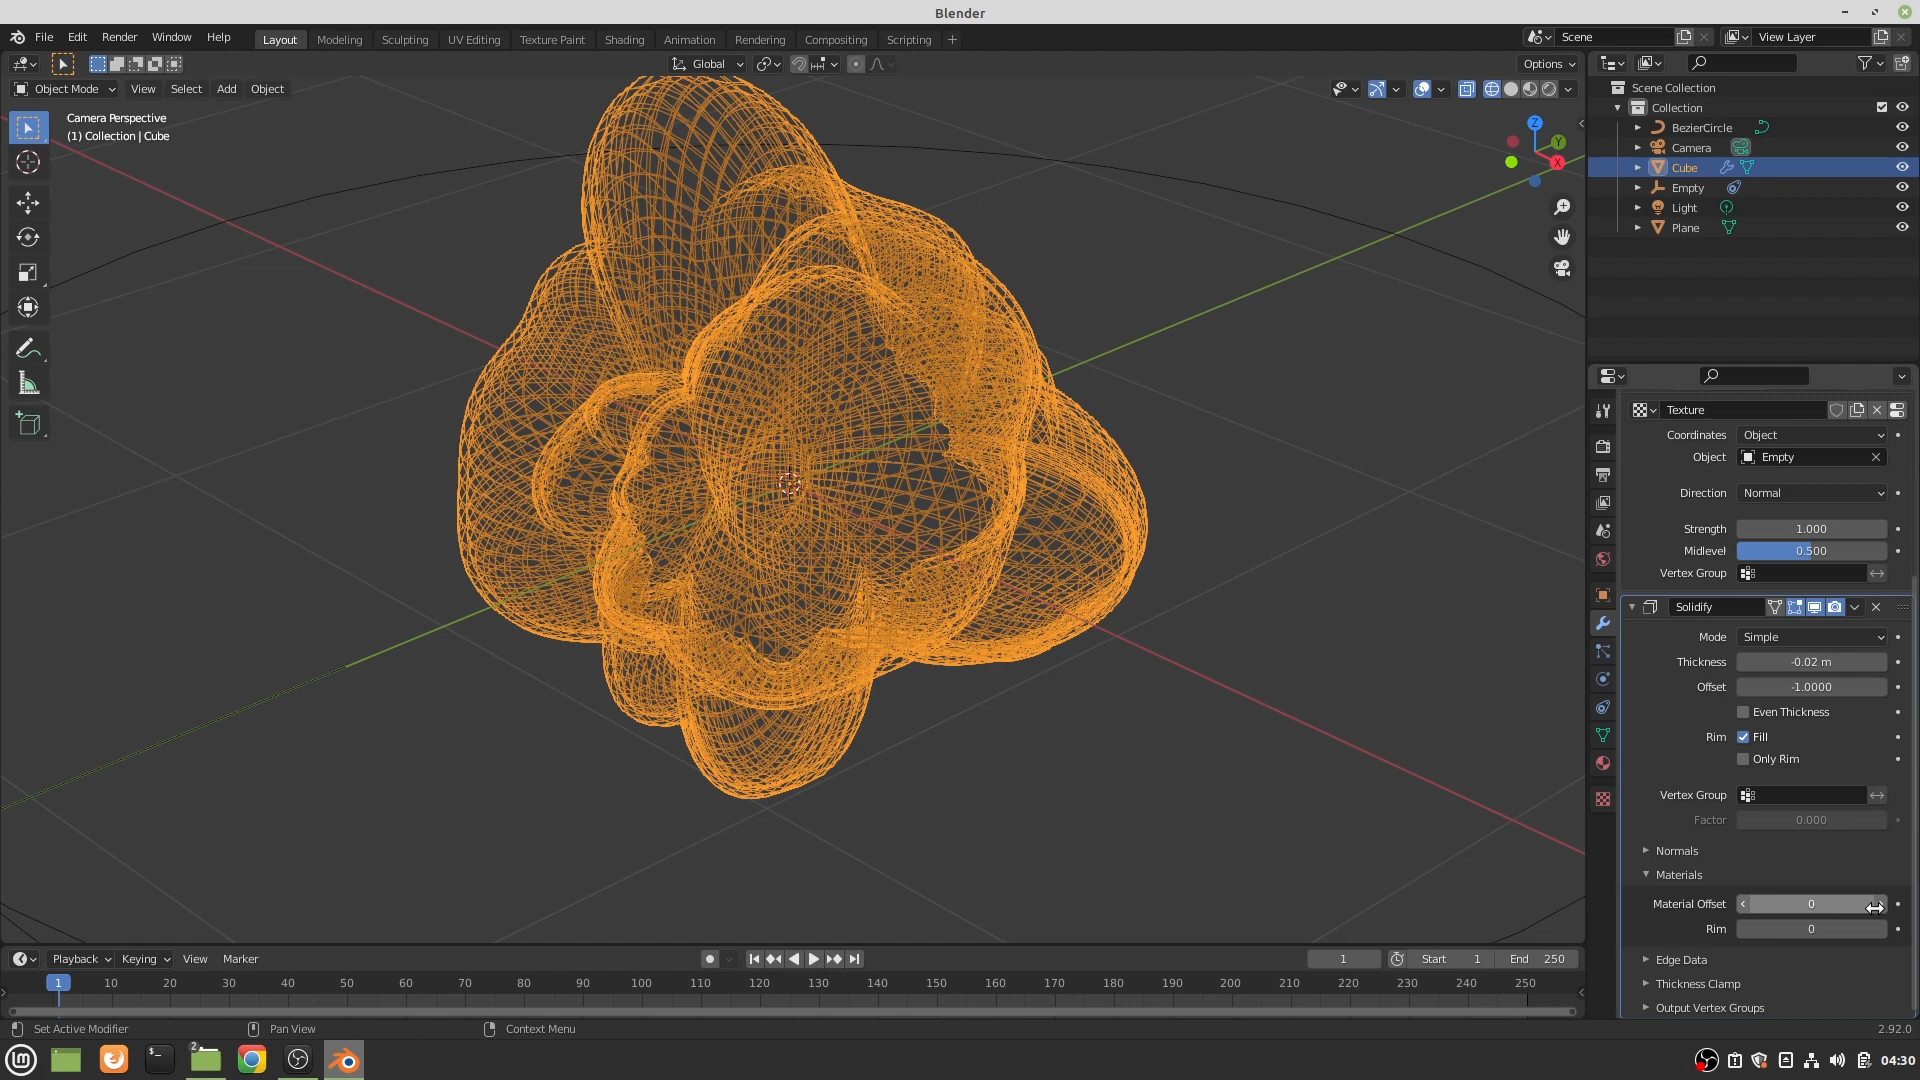 Blender
File Edit Render Window Help
Layout Modeling Sculpting UV Editing Texture Paint Shading Animation Rendering Compositing Scripting +
Scene
View Layer
Global
Options
Object Mode View Select Add Object
Camera Perspective
(1) Collection | Cube
Z
Y
X
Scene Collection
Collection
BezierCircle
Camera
Cube
Empty
Light
Plane
Texture
Coordinates Object
Object Empty
Direction Normal
Strength 1.000
Midlevel 0.500
Vertex Group
Solidify
Mode Simple
Thickness -0.02 m
Offset -1.0000
Even Thickness
Rim Fill
Only Rim
Vertex Group
Factor 0.000
Normals
Materials
Material Offset 0
Rim 0
Edge Data
Thickness Clamp
Output Vertex Groups
Playback Keying View Marker
1 Start 1 End 250
1 10 20 30 40 50 60 70 80 90 100 110 120 130 140 150 160 170 180 190 200 210 220 230 240 250
Set Active Modifier Pan View Context Menu
2.92.0
2
04:30